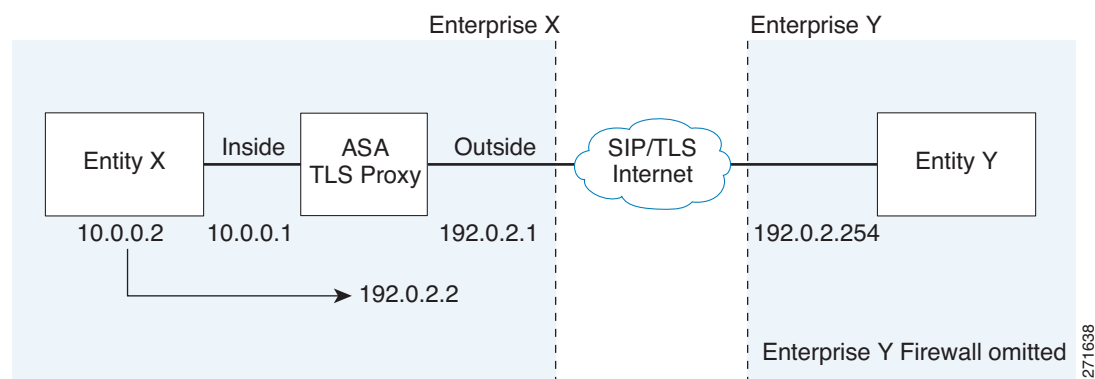 Enterprise X
Enterprise Y
Entity X
Inside
ASA
TLS Proxy
Outside
SIP/TLS
Internet
Entity Y
10.0.0.2
10.0.0.1
192.0.2.1
192.0.2.254
192.0.2.2
Enterprise Y Firewall omitted
271638